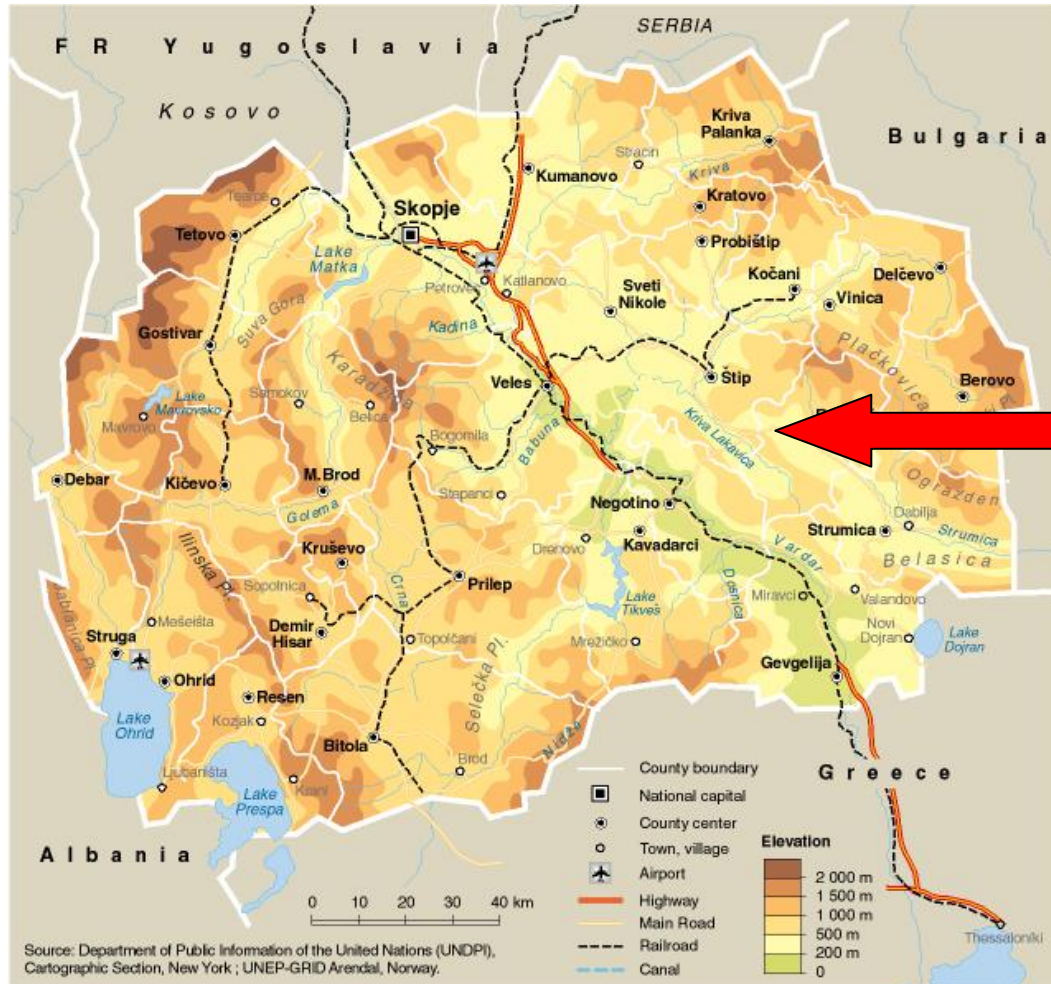 SERBIA
FR Yugoslavia
Kosovo
Bulgaria
Kriva
Palanka
Stracin
Kriva
Kumanovo
Kratovo
Tearce
Skopje
Tetovo
Probištip
Lake
Matka
Kočani
Delčevo
Petrovec
Katlanovo
Sveti
Nikole
Vinica
Suva Gora
Kadina
Gostivar
Plačkovica
Karadžica
Veles
Štip
Berovo
Pl.
Lake
Mavrovsko
Samokov
Belica
Mavrovo
Kriva Lakavica
Bogomila
Babuna
Debar
Kičevo
M.Brod
Stepanci
Ograzden
Golema
Negotino
Dabilja
Strumica
Strumica
Kruševo
Drenovo
Kavadarci
Vardar
Belasica
Ilinska Pl.
Sopolnica
Crna
Prilep
Lake
Tikveš
Dosnica
Miravci
Valandovo
Jablanica Pl.
Mešeišta
Demir
Hisar
Topolčani
Mrežičko
Novi
Dojran
Lake
Dojran
Struga
Ohrid
Resen
Selečka Pl.
Gevgelija
Kozjak
Lake
Ohrid
Bitola
Nidže
Ljubaništa
Lake
Prespa
Krani
Brod
Greece
Albania
County boundary
National capital
County center
Town, village
Airport
Highway
Main Road
Railroad
Canal
Elevation
2 000 m
1 500 m
1 000 m
500 m
200 m
0
Thessaloniki
0 10 20 30 40 km
Source: Department of Public Information of the United Nations (UNDPI),
Cartographic Section, New York ; UNEP-GRID Arendal, Norway.